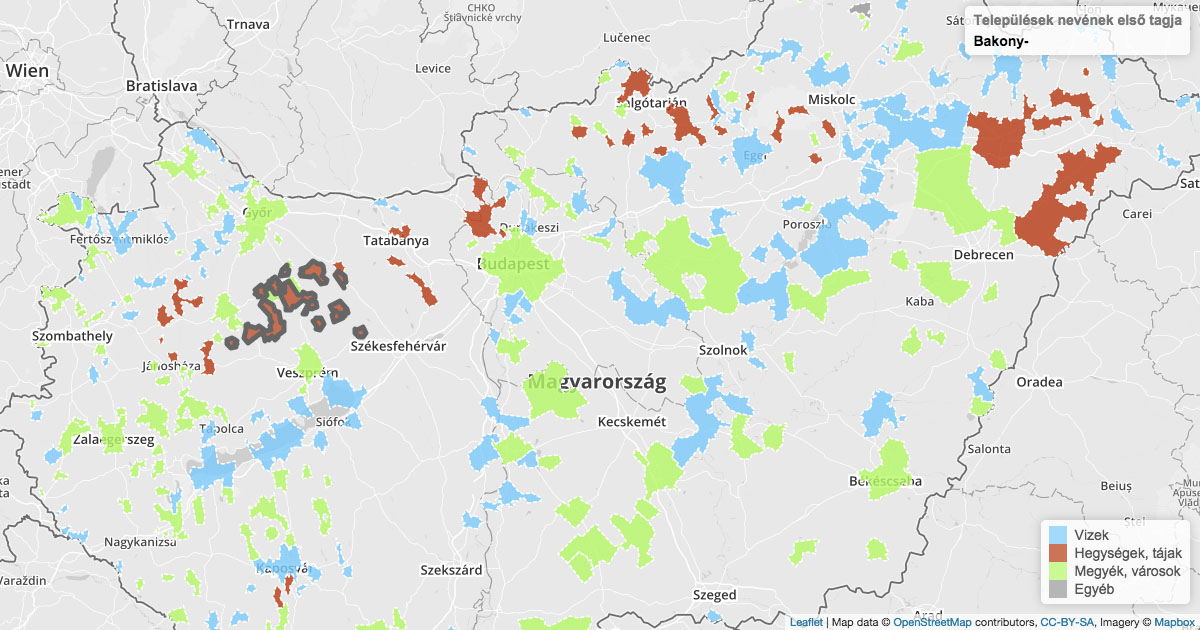 CHKO
Štiavnické vrchy
Trnava
Lučenec
Wien
Levice
Bratislava
Miskolc
Települések nevének első tagja
Bakony-
Győr
Fertőszentmiklós
Tatabánya
Dunakeszi
Budapest
Poroszló
Carei
Debrecen
Kaba
Szombathely
Székesfehérvár
Jánosháza
Veszprém
Szolnok
Magyarország
Oradea
Siófok
Tapolca
Zalaegerszeg
Kecskemét
Salonta
Békéscsaba
Beiuș
Ștei
Nagykanizsa
Kaposvár
Szekszárd
Szeged
Varaždin
Arad
Eger
Vizek
Hegységek, tájak
Megyék, városok
Egyéb
Leaflet | Map data © OpenStreetMap contributors, CC-BY-SA, Imagery © Mapbox